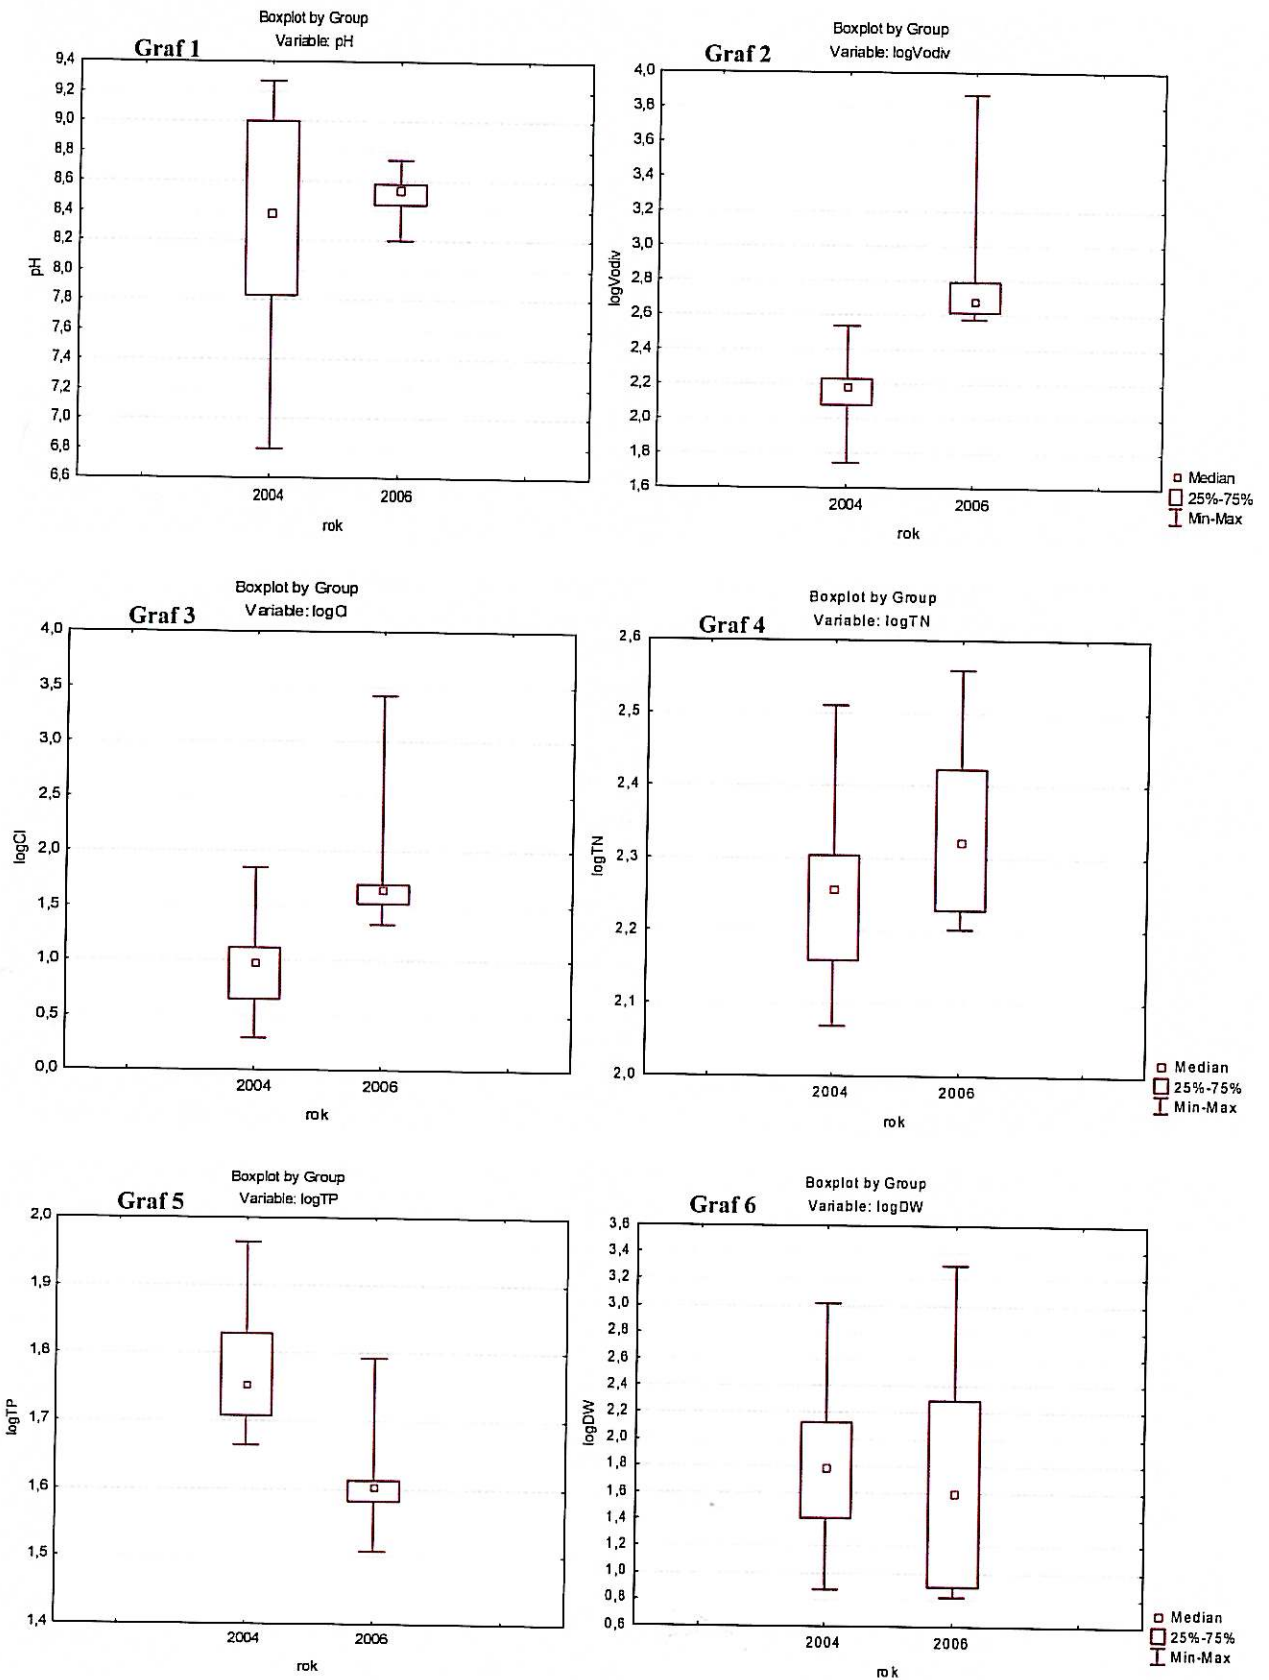 Boxplot by Group
Graf 1
Variable: pH
9,4
9,2
9,0
8,8
8,6
8,4
8,2
8,0
7,8
7,6
7,4
7,2
7,0
6,8
6,6
pH
2004
2006
rok
Boxplot by Group
Graf 2
Variable: logVodiv
4,0
3,8
3,6
3,4
3,2
3,0
2,8
2,6
2,4
2,2
2,0
1,8
1,6
logVodiv
2004
2006
rok
Median
25%-75%
Min-Max
Boxplot by Group
Graf 3
Variable: logCl
4,0
3,5
3,0
2,5
2,0
1,5
1,0
0,5
0,0
logCl
2004
2006
rok
Boxplot by Group
Graf 4
Variable: logTN
2,6
2,5
2,4
2,3
2,2
2,1
2,0
logTN
2004
2006
rok
Median
25%-75%
Min-Max
Boxplot by Group
Graf 5
Variable: logTP
2,0
1,9
1,8
1,7
1,6
1,5
1,4
logTP
2004
2006
rok
Boxplot by Group
Graf 6
Variable: logDW
3,6
3,4
3,2
3,0
2,8
2,6
2,4
2,2
2,0
1,8
1,6
1,4
1,2
1,0
0,8
0,6
logDW
2004
2006
rok
Median
25%-75%
Min-Max